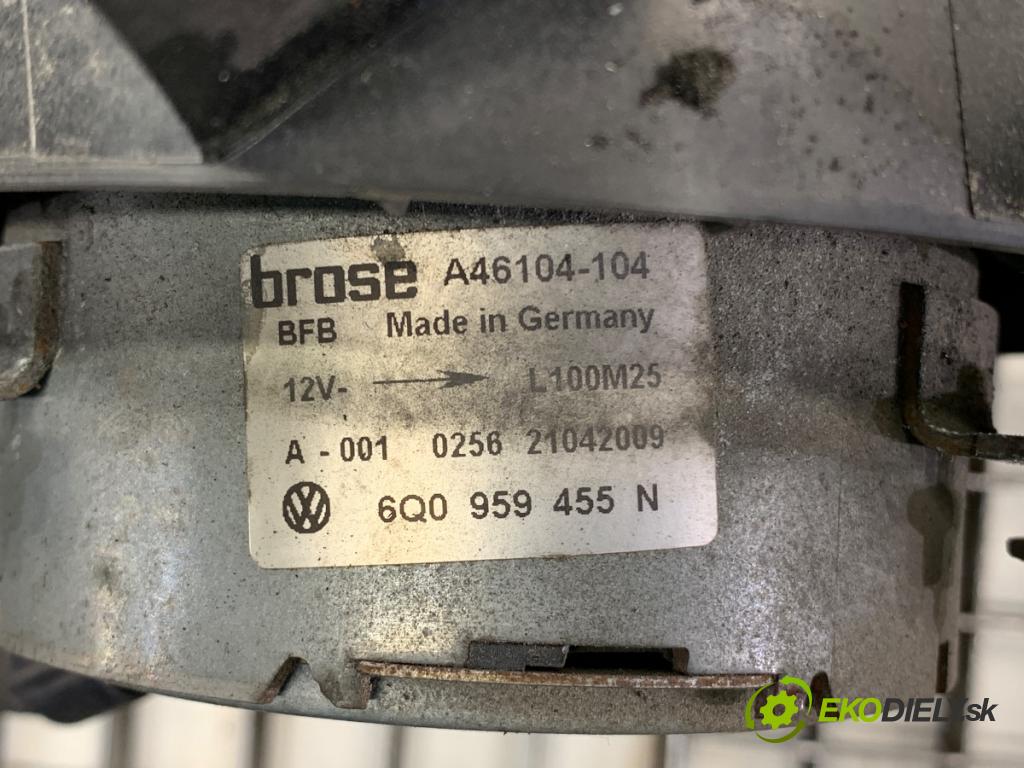 brose A46104-104
BFB Made in Germany
12V- L100M25
A - 001 0256 21042009
6Q0 959 455 N
EKODIELY.sk